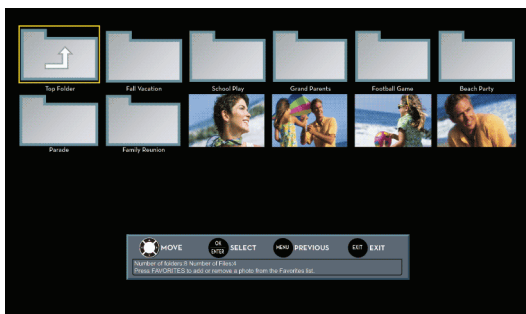 Top Folder Fall Vacation School Play Grand Parents Football Game Beach Party
Parade Family Reunion
MOVE OK ENTER SELECT MENU PREVIOUS EXIT EXIT
Number of folders:8 Number of Files:4
Press FAVORITES to add or remove a photo from the Favorites list.